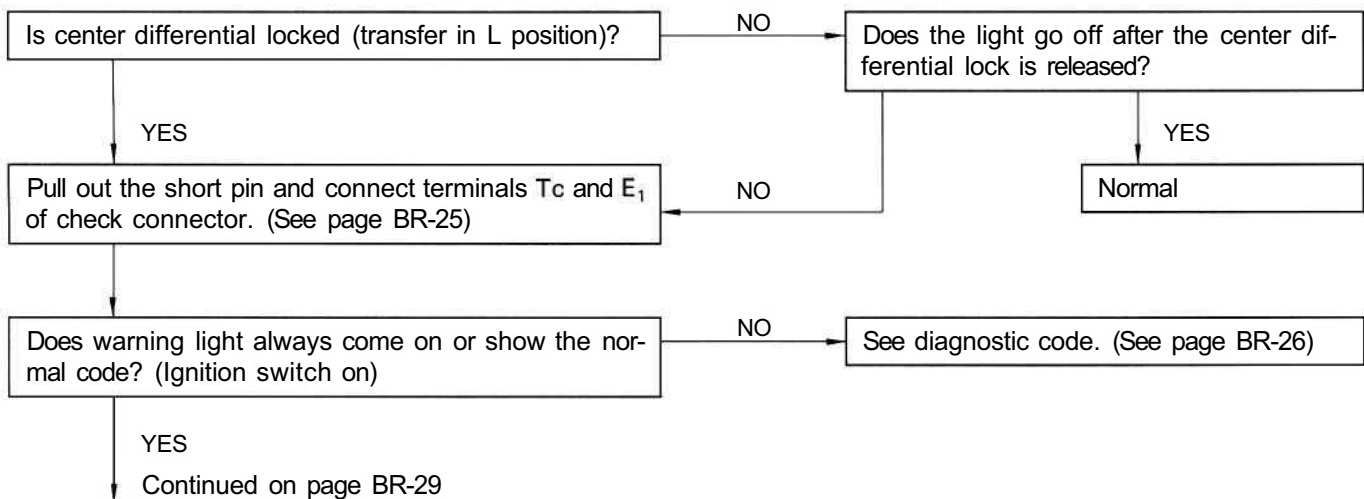 Is center differential locked (transfer in L position)?
NO
Does the light go off after the center dif-
ferential lock is released?
YES
YES
Pull out the short pin and connect terminals Tc and E₁
of check connector. (See page BR-25)
NO
Normal
Does warning light always come on or show the nor-
mal code? (Ignition switch on)
NO
See diagnostic code. (See page BR-26)
YES
Continued on page BR-29